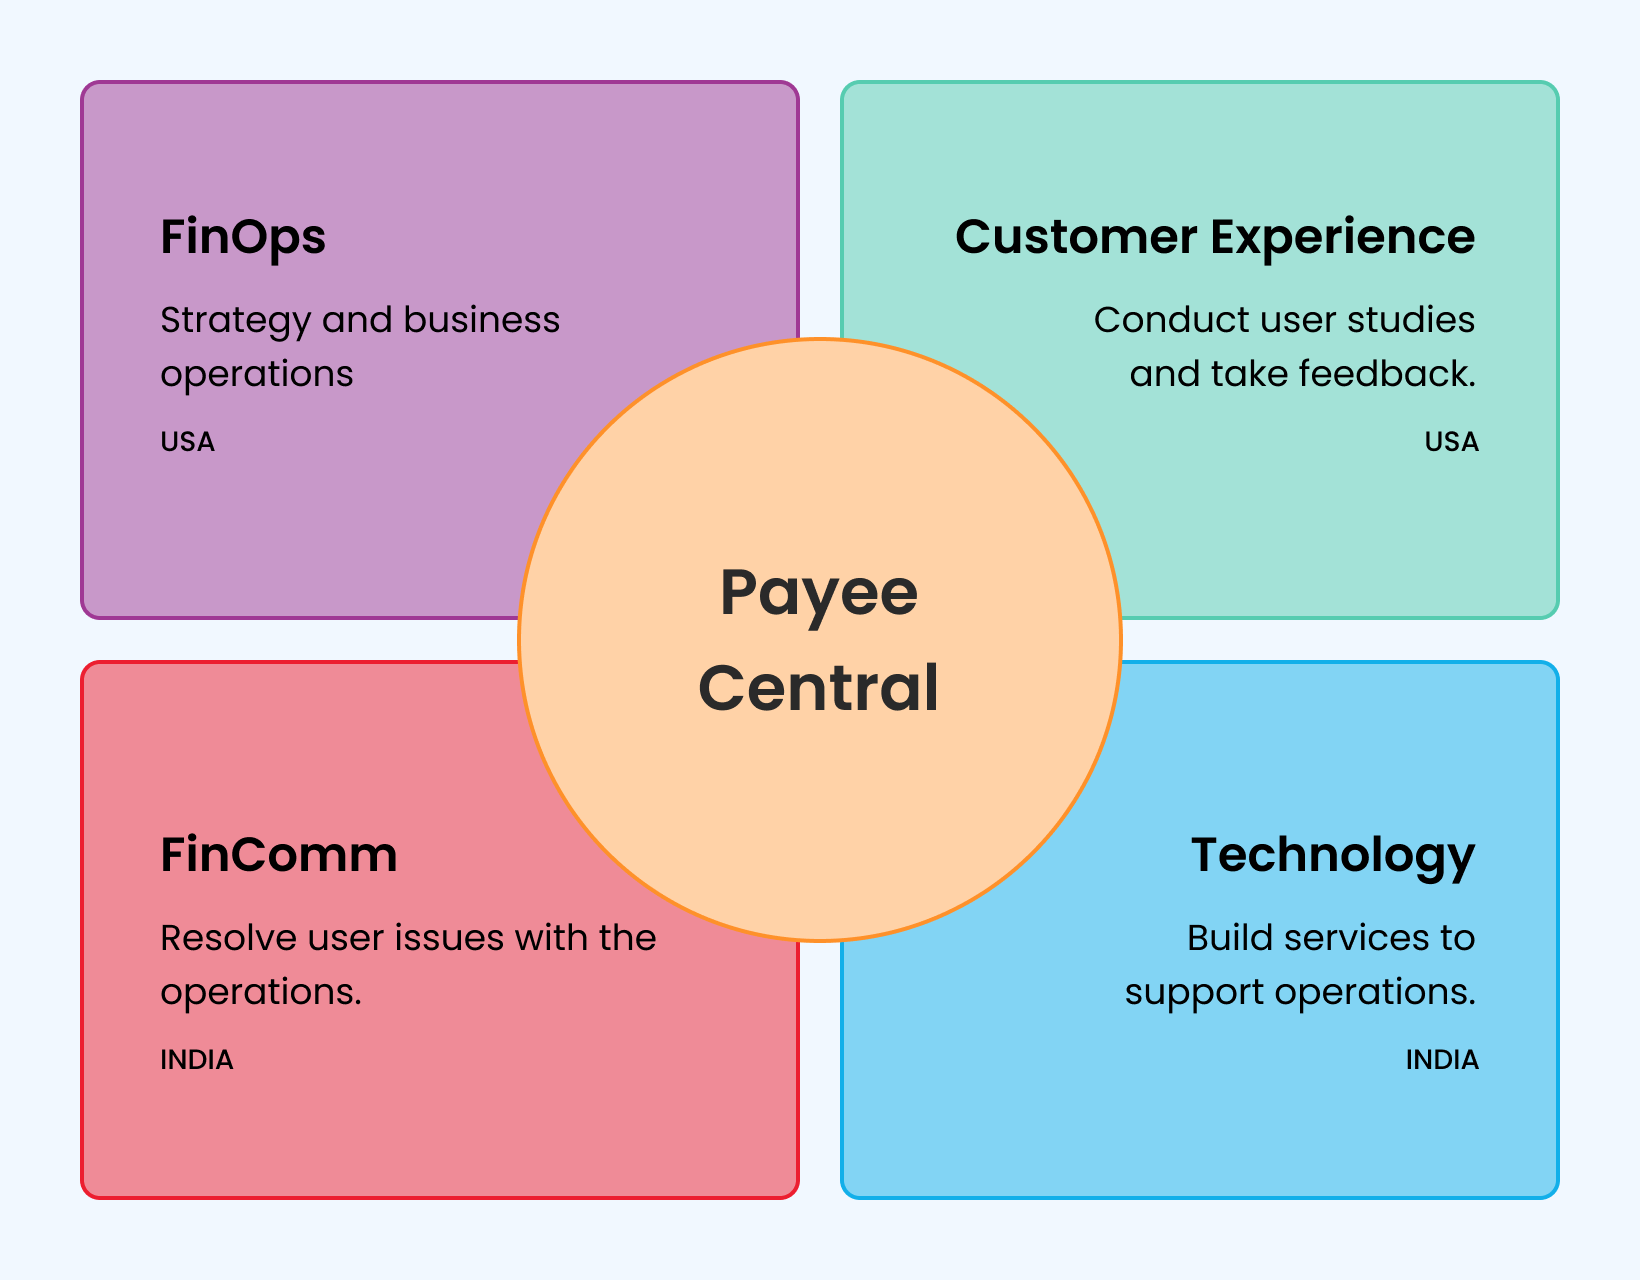 FinOps
Strategy and business
operations
USA
Customer Experience
Conduct user studies
and take feedback.
USA
Payee
Central
FinComm
Resolve user issues with the
operations.
INDIA
Technology
Build services to
support operations.
INDIA